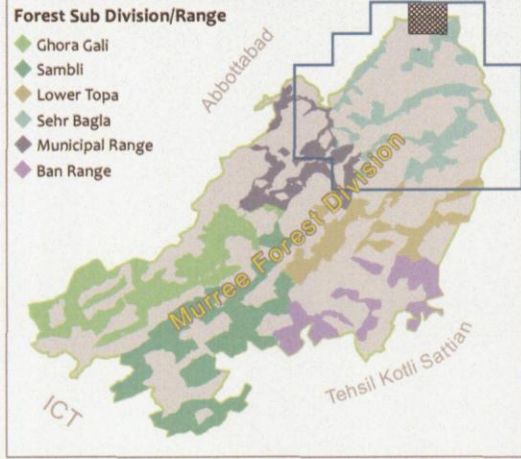 Forest Sub Division/Range
Ghora Gali
Sambli
Lower Topa
Sehr Bagla
Municipal Range
Ban Range
Abbottabad
Murree Forest Division
Tehsil Kotli Sattian
ICT